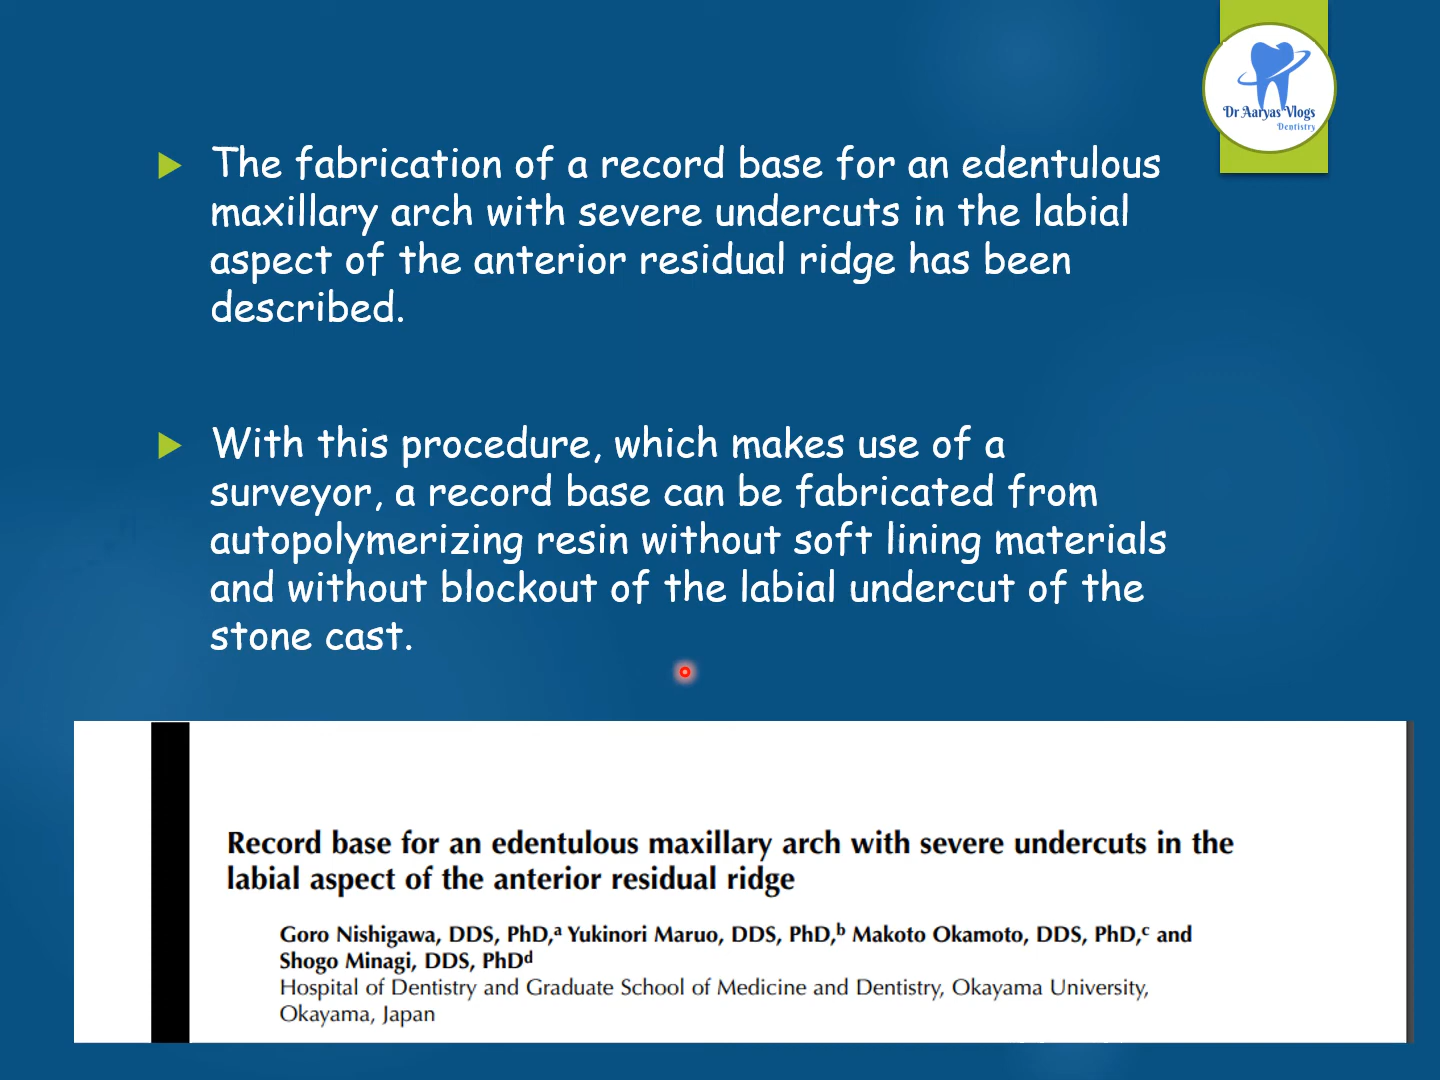 Dr Aaryas Vlogs
Dentistry
The fabrication of a record base for an edentulous
maxillary arch with severe undercuts in the labial
aspect of the anterior residual ridge has been
described.
With this procedure, which makes use of a
surveyor, a record base can be fabricated from
autopolymerizing resin without soft lining materials
and without blockout of the labial undercut of the
stone cast.
Record base for an edentulous maxillary arch with severe undercuts in the
labial aspect of the anterior residual ridge
Goro Nishigawa, DDS, PhD,a Yukinori Maruo, DDS, PhD,b Makoto Okamoto, DDS, PhD,c and
Shogo Minagi, DDS, PhDd
Hospital of Dentistry and Graduate School of Medicine and Dentistry, Okayama University,
Okayama, Japan